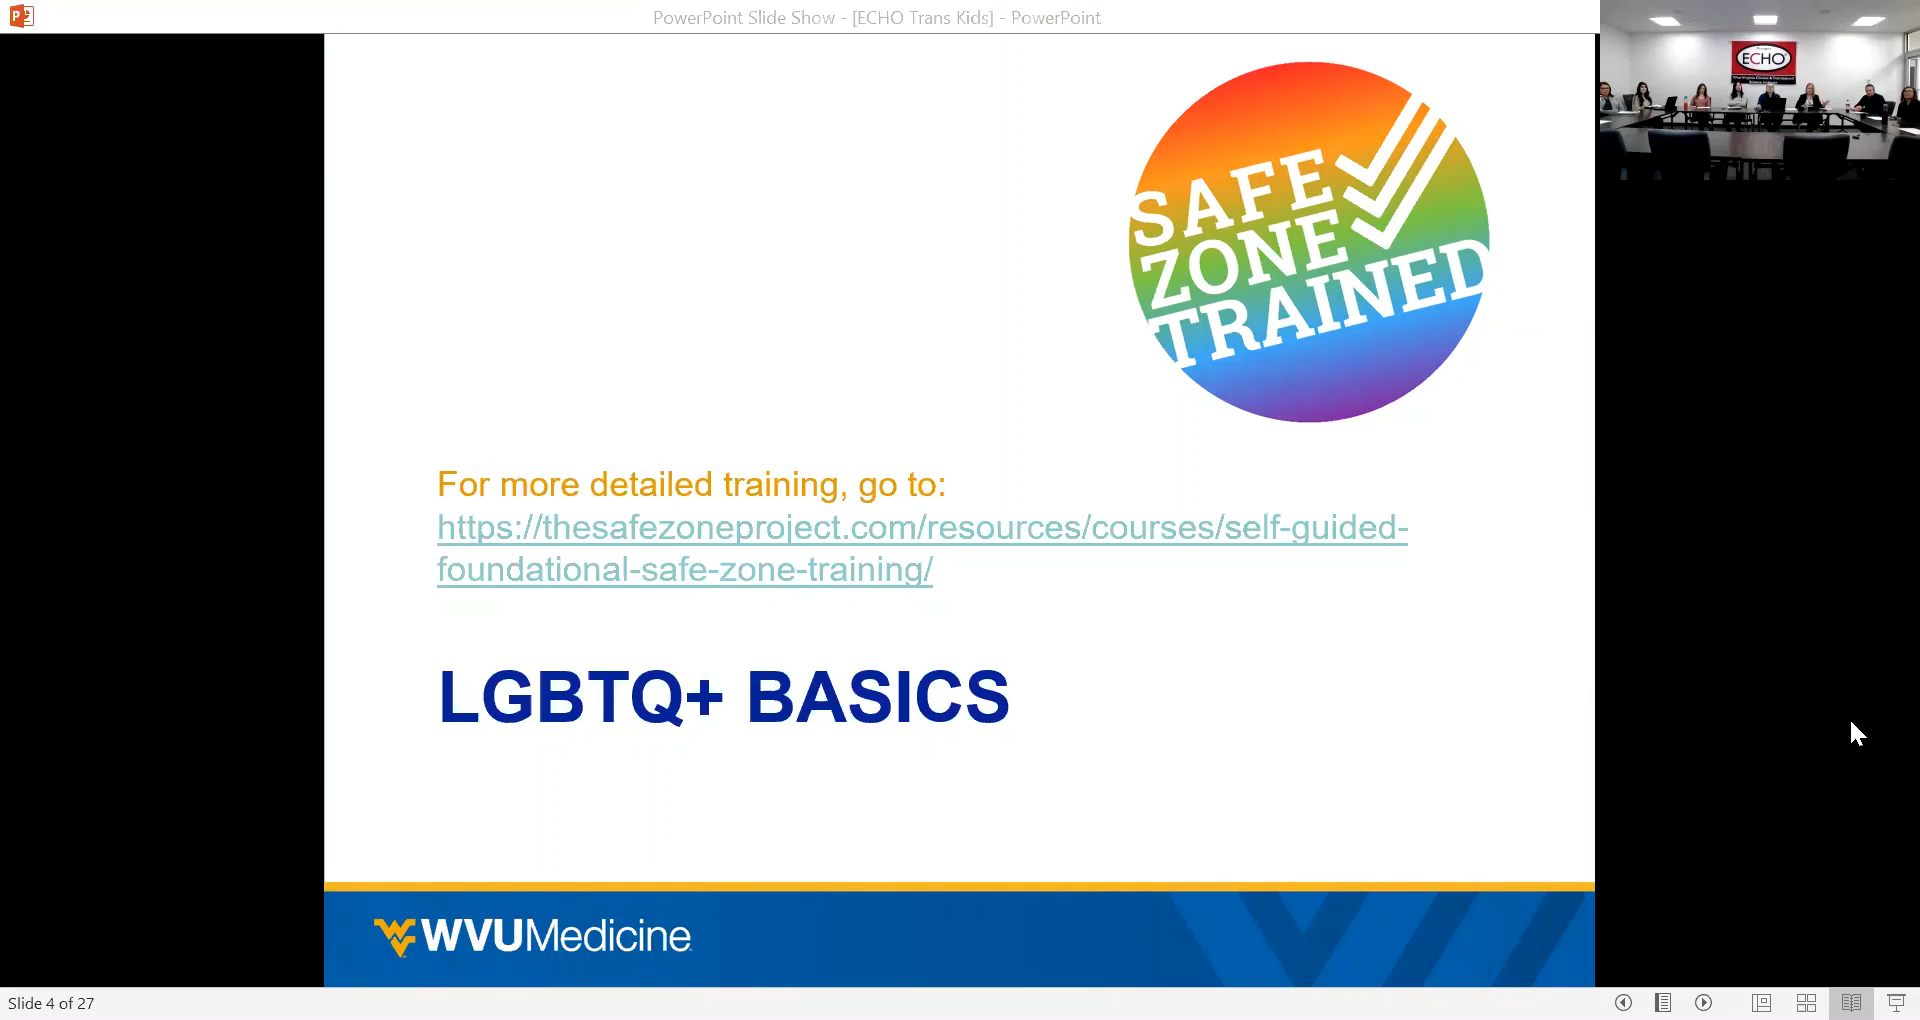 PowerPoint Slide Show - [ECHO Trans Kids] - PowerPoint
ECHO
SAFE
ZONE
TRAINED
For more detailed training, go to:
https://thesafezoneproject.com/resources/courses/self-guided-
foundational-safe-zone-training/
LGBTQ+ BASICS
WVUMedicine
Slide 4 of 27